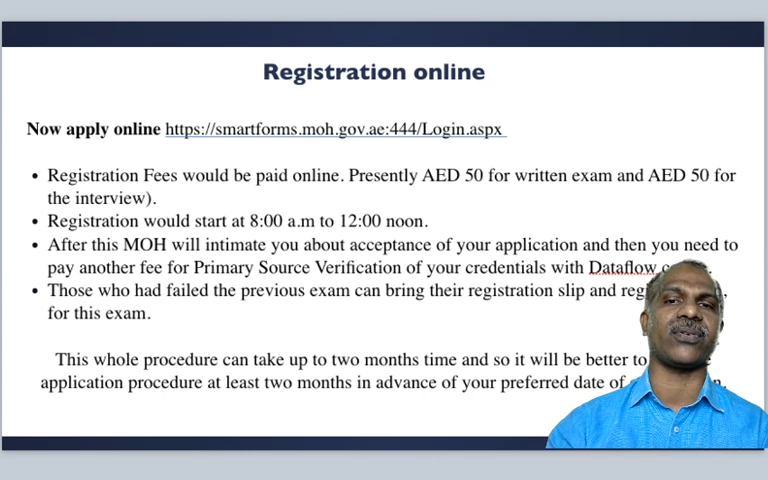 Registration online
Now apply online https://smartforms.moh.gov.ae:444/Login.aspx
• Registration Fees would be paid online. Presently AED 50 for written exam and AED 50 for
the interview).
• Registration would start at 8:00 a.m to 12:00 noon.
• After this MOH will intimate you about acceptance of your application and then you need to
pay another fee for Primary Source Verification of your credentials with Dataflow
• Those who had failed the previous exam can bring their registration slip and
for this exam.
This whole procedure can take up to two months time and so it will be better to
application procedure at least two months in advance of your preferred date of